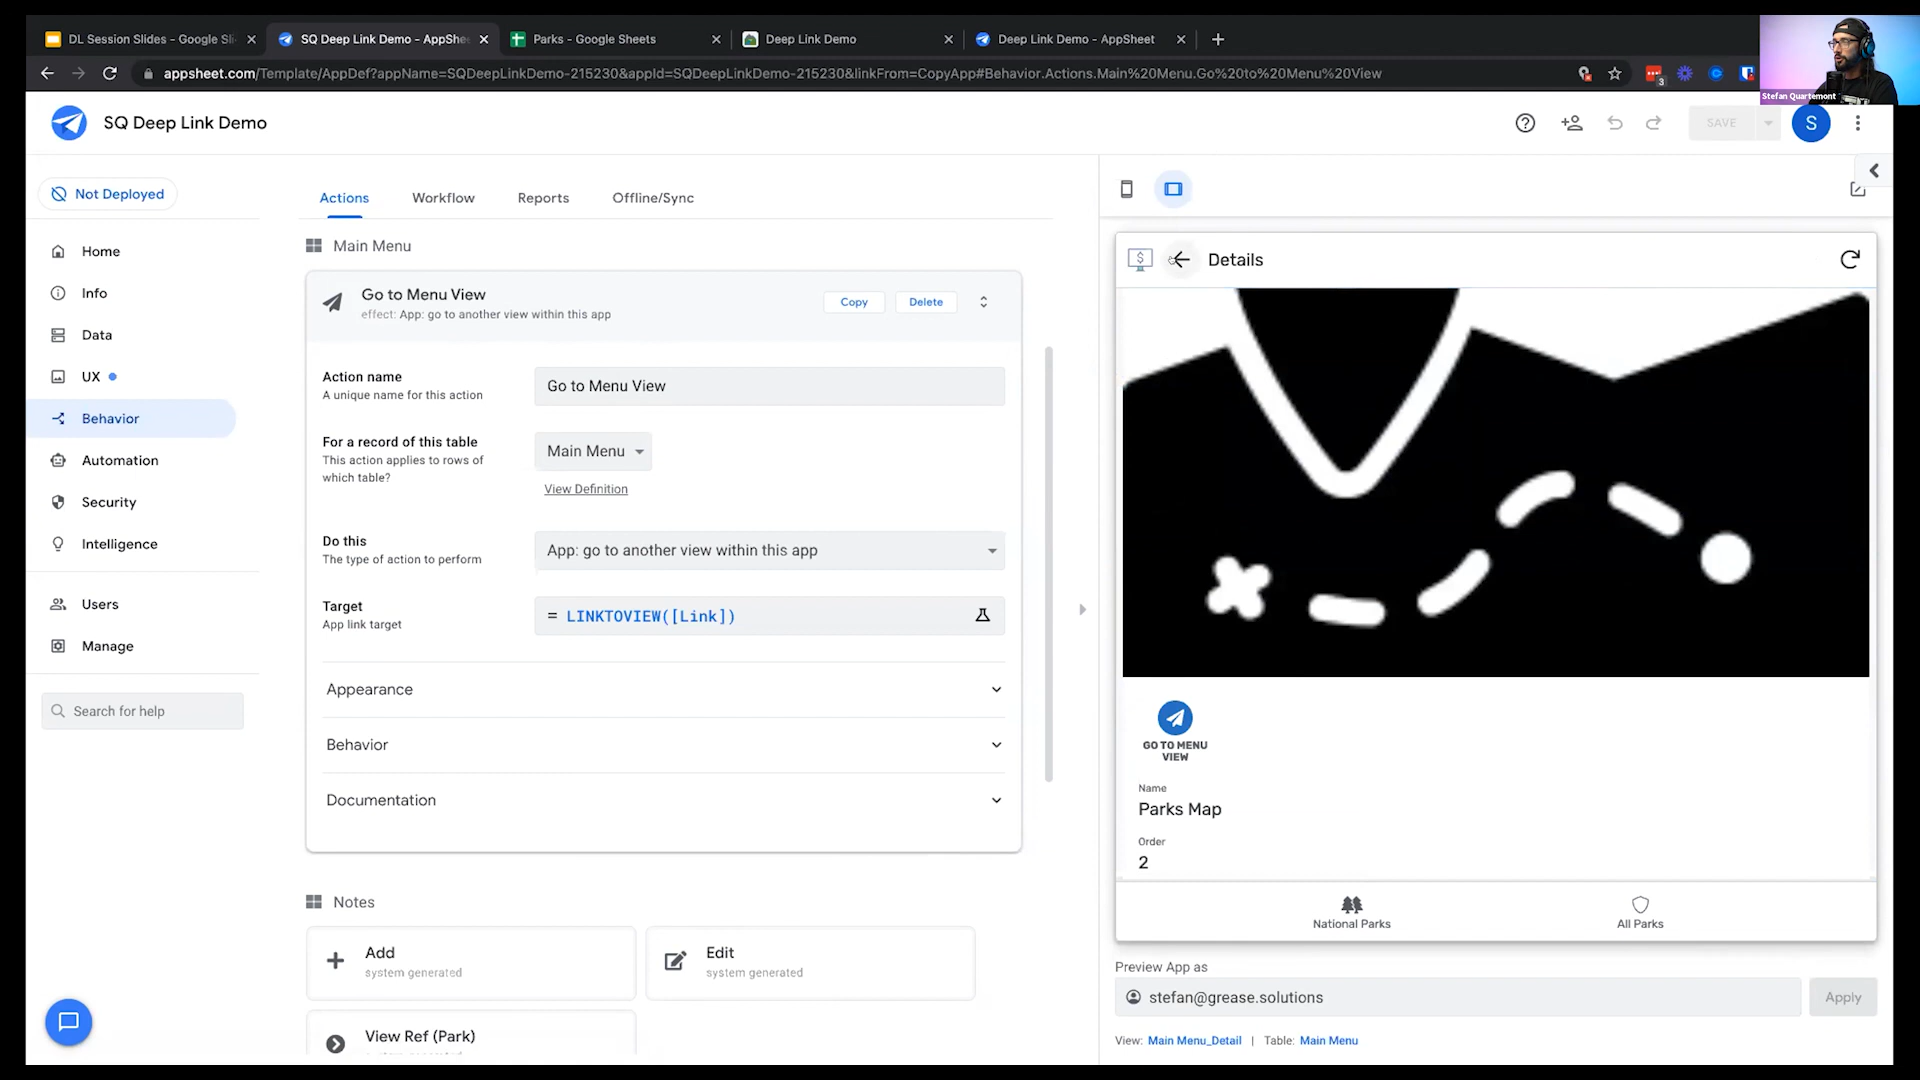 DL Session Slides - Google Sli
SQ Deep Link Demo - AppShe
Parks - Google Sheets
Deep Link Demo
Deep Link Demo - AppSheet
appsheet.com/Template/AppDef?appName=SQDeepLinkDemo-215230&appId=SQDeepLinkDemo-215230&linkFrom=CopyApp#Behavior.Actions.Main%20Menu.Go%20to%20Menu%20View
3
Stefan Quartemont
SQ Deep Link Demo
SAVE
S
Not Deployed
Home
Info
Data
UX
Behavior
Automation
Security
Intelligence
Users
Manage
Search for help
Actions
Workflow
Reports
Offline/Sync
Main Menu
Go to Menu View
effect: App: go to another view within this app
Copy
Delete
Action name
A unique name for this action
Go to Menu View
For a record of this table
This action applies to rows of
which table?
Main Menu
View Definition
Do this
The type of action to perform
App: go to another view within this app
Target
App link target
= LINKTOVIEW([Link])
Appearance
Behavior
Documentation
Notes
Add
system generated
Edit
system generated
View Ref (Park)
Details
GO TO MENU
VIEW
Name
Parks Map
Order
2
National Parks
All Parks
Preview App as
stefan@grease.solutions
Apply
View: Main Menu_Detail | Table: Main Menu